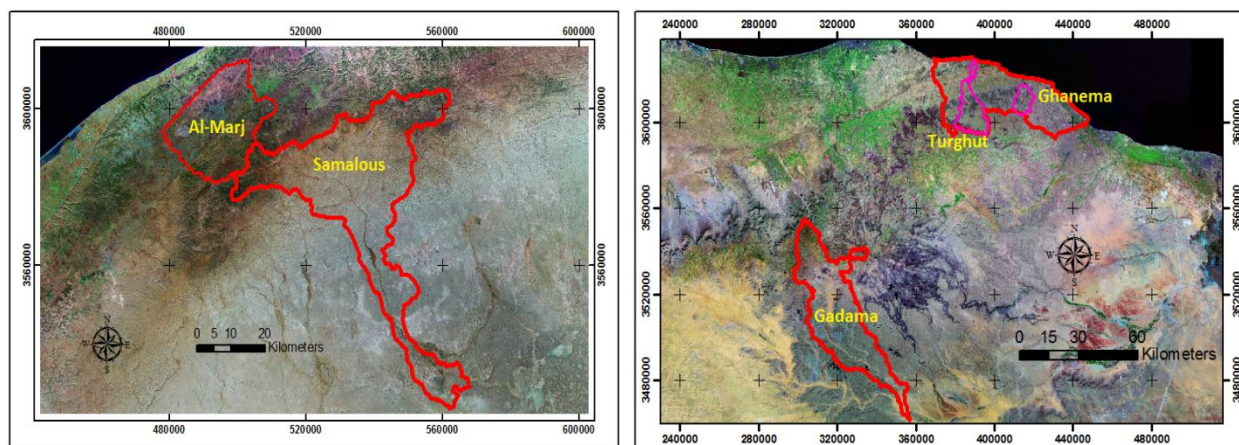 480000 520000 560000 600000
3600000 3600000
3560000 3560000
Al-Marj
Samalous
N
W E
S
0 5 10 20
Kilometers
480000 520000 560000 600000
240000 280000 320000 360000 400000 440000 480000
3600000 3600000
3560000 3560000
3520000 3520000
3480000 3480000
Ghanema
Turghut
Gadama
N
W E
S
0 15 30 60
Kilometers
240000 280000 320000 360000 400000 440000 480000